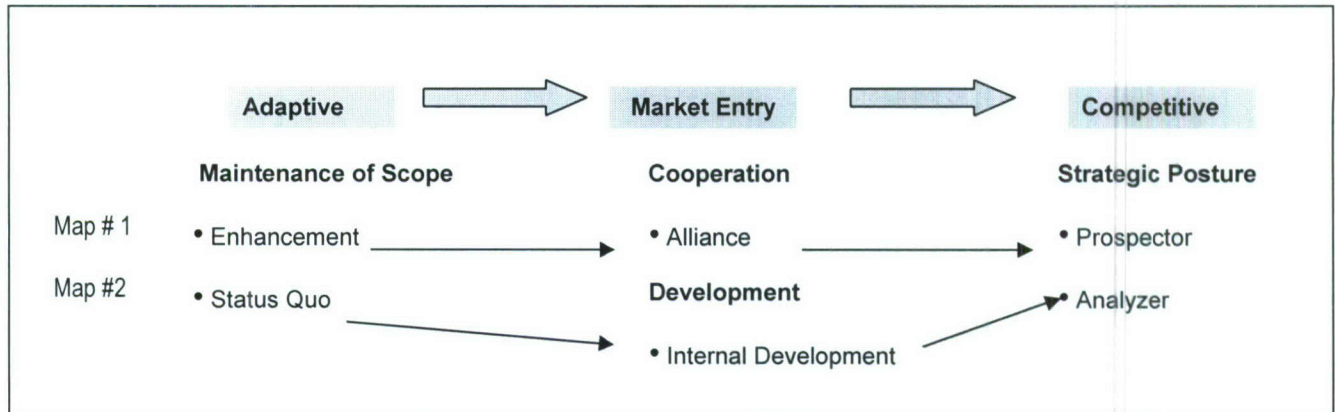 Adaptive Market Entry Competitive
Maintenance of Scope Cooperation Strategic Posture
Map # 1 • Enhancement • Alliance • Prospector
Map #2 • Status Quo Development • Analyzer
• Internal Development